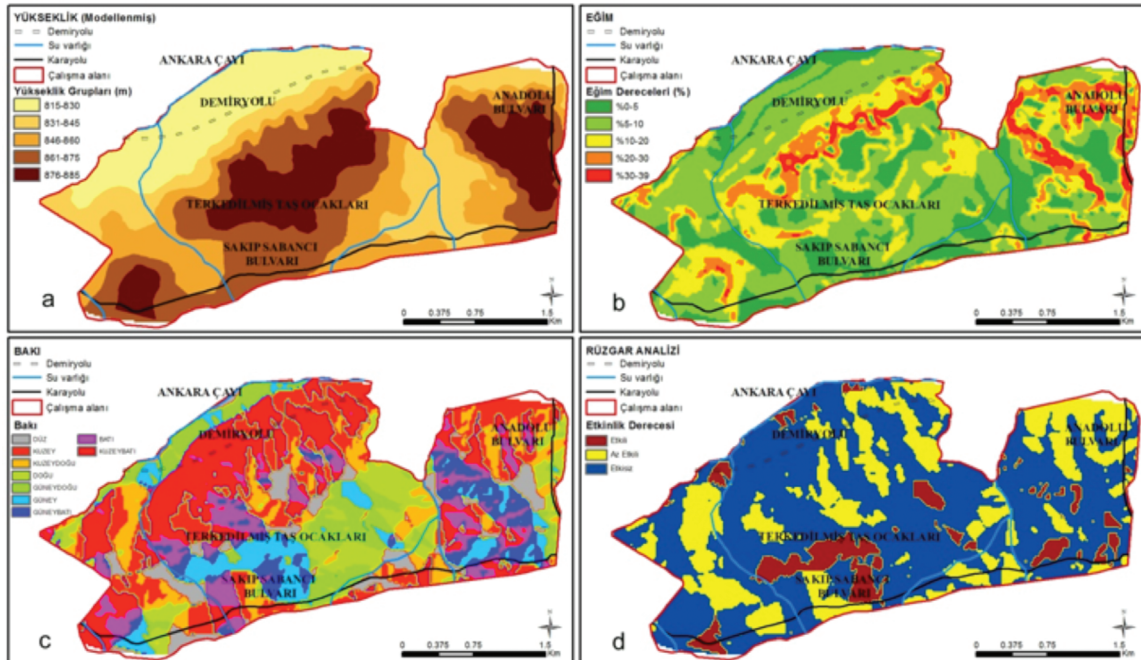 YÜKSEKLİK (Modellenmiş)
Demiryolu
Su varlığı
Karayolu
Çalışma alanı
Yükseklik Grupları (m)
815-830
831-845
846-860
861-875
876-885
ANKARA ÇAYI
DEMİRYOLU
ANADOLU
BULVARI
TERKEDİLMİŞ TAŞ OCAKLARI
SAKIP SABANCI
BULVARI
a
0 0.375 0.75 1.5
Km
EĞİM
Demiryolu
Su varlığı
Karayolu
Çalışma alanı
Eğim Dereceleri (%)
%0-5
%5-10
%10-20
%20-30
%30-39
ANKARA ÇAYI
DEMİRYOLU
ANADOLU
BULVARI
TERKEDİLMİŞ TAŞ OCAKLARI
SAKIP SABANCI
BULVARI
b
0 0.375 0.75 1.5
Km
BAKI
Demiryolu
Su varlığı
Karayolu
Çalışma alanı
Bakı
DÜZ BATI
KUZEY KUZEYBATI
KUZEYDOĞU
DOĞU
GÜNEYDOĞU
GÜNEY
GÜNEYBATI
ANKARA ÇAYI
DEMİRYOLU
ANADOLU
BULVARI
TERKEDİLMİŞ TAŞ OCAKLARI
SAKIP SABANCI
BULVARI
c
0 0.375 0.75 1.5
Km
RÜZGAR ANALİZİ
Demiryolu
Su varlığı
Karayolu
Çalışma alanı
Etkinlik Derecesi
Etkili
Az Etkili
Etkisiz
ANKARA ÇAYI
DEMİRYOLU
ANADOLU
BULVARI
TERKEDİLMİŞ TAŞ OCAKLARI
SAKIP SABANCI
BULVARI
d
0 0.375 0.75 1.5
Km